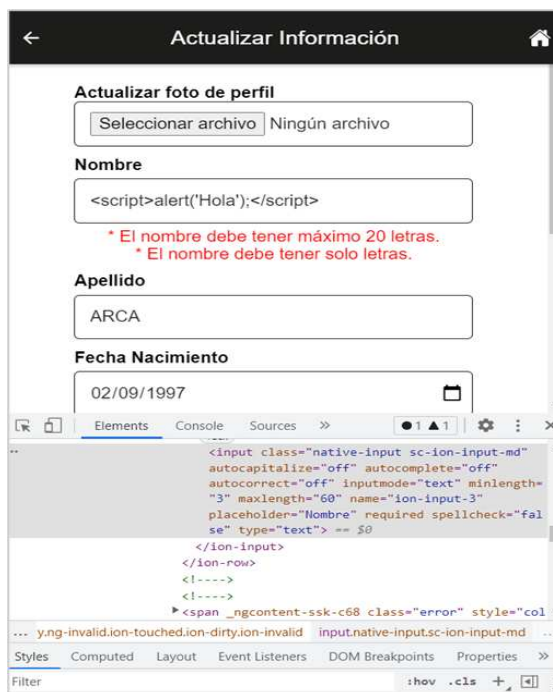 Actualizar Información
Actualizar foto de perfil
Seleccionar archivo Ningún archivo
Nombre
<script>alert('Hola');</script>
* El nombre debe tener máximo 20 letras.
* El nombre debe tener solo letras.
Apellido
ARCA
Fecha Nacimiento
02/09/1997
Elements Console Sources » 1 1
<input class="native-input sc-ion-input-md"
autocapitalize="off" autocomplete="off"
autocorrect="off" inputmode="text" minlength=
"3" maxlength="60" name="ion-input-3"
placeholder="Nombre" required spellcheck="fal
se" type="text"> == $0
</ion-input>
</ion-row>
<!---->
<!---->
<span _ngcontent-ssk-c68 class="error" style="col
... y.ng-invalid.ion-touched.ion-dirty.ion-invalid input.native-input.sc-ion-input-md ...
Styles Computed Layout Event Listeners DOM Breakpoints Properties »
Filter :hov .cls +